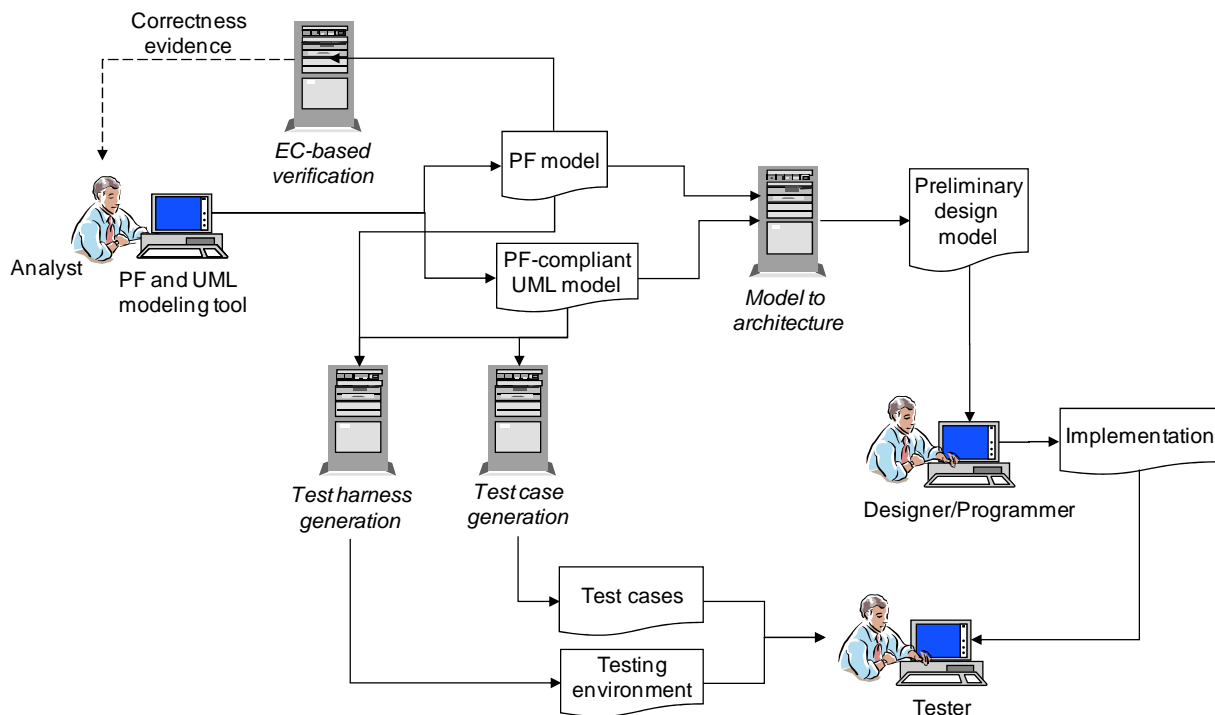 Correctness
evidence
EC-based
verification
PF model
Preliminary
design
model
Analyst
PF and UML
modeling tool
PF-compliant
UML model
Model to
architecture
Implementation
Test harness
generation
Test case
generation
Designer/Programmer
Test cases
Testing
environment
Tester